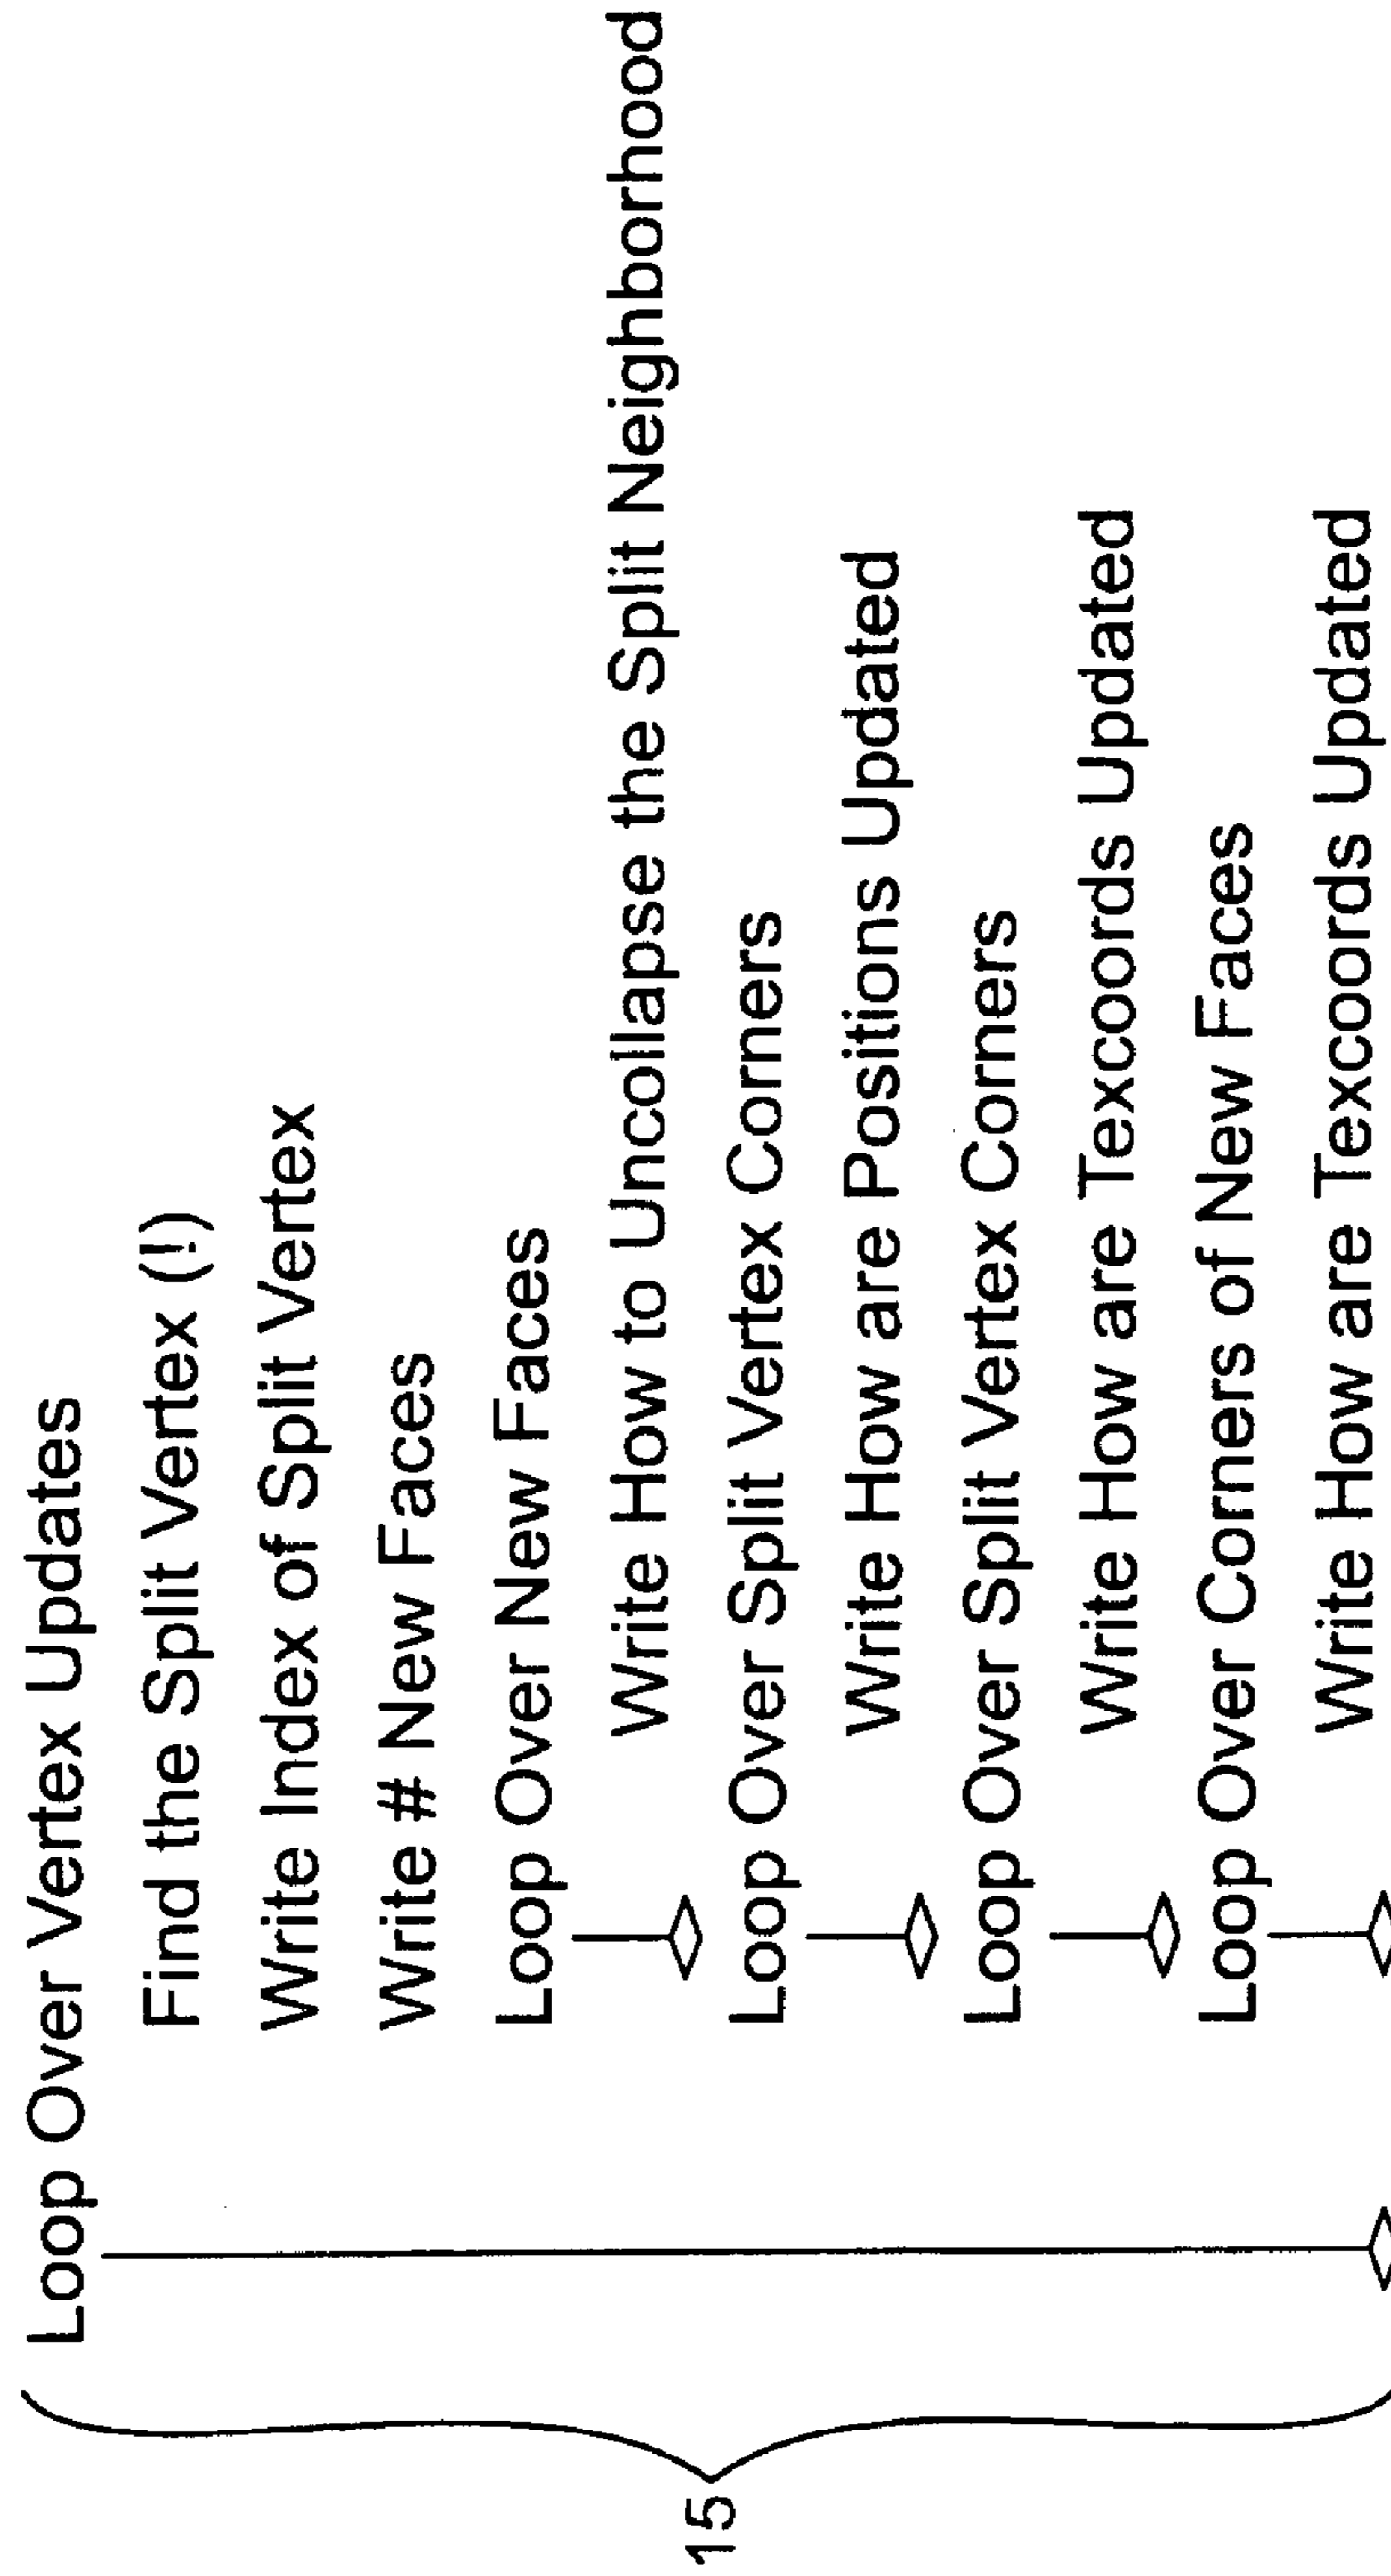 Loop Over Vertex Updates
Find the Split Vertex (!)
Write Index of Split Vertex
Write # New Faces
Loop Over New Faces
Write How to Uncollapse the Split Neighborhood
Loop Over Split Vertex Corners
Write How are Positions Updated
Loop Over Split Vertex Corners
Write How are Texcoords Updated
Loop Over Corners of New Faces
Write How are Texcoords Updated
15